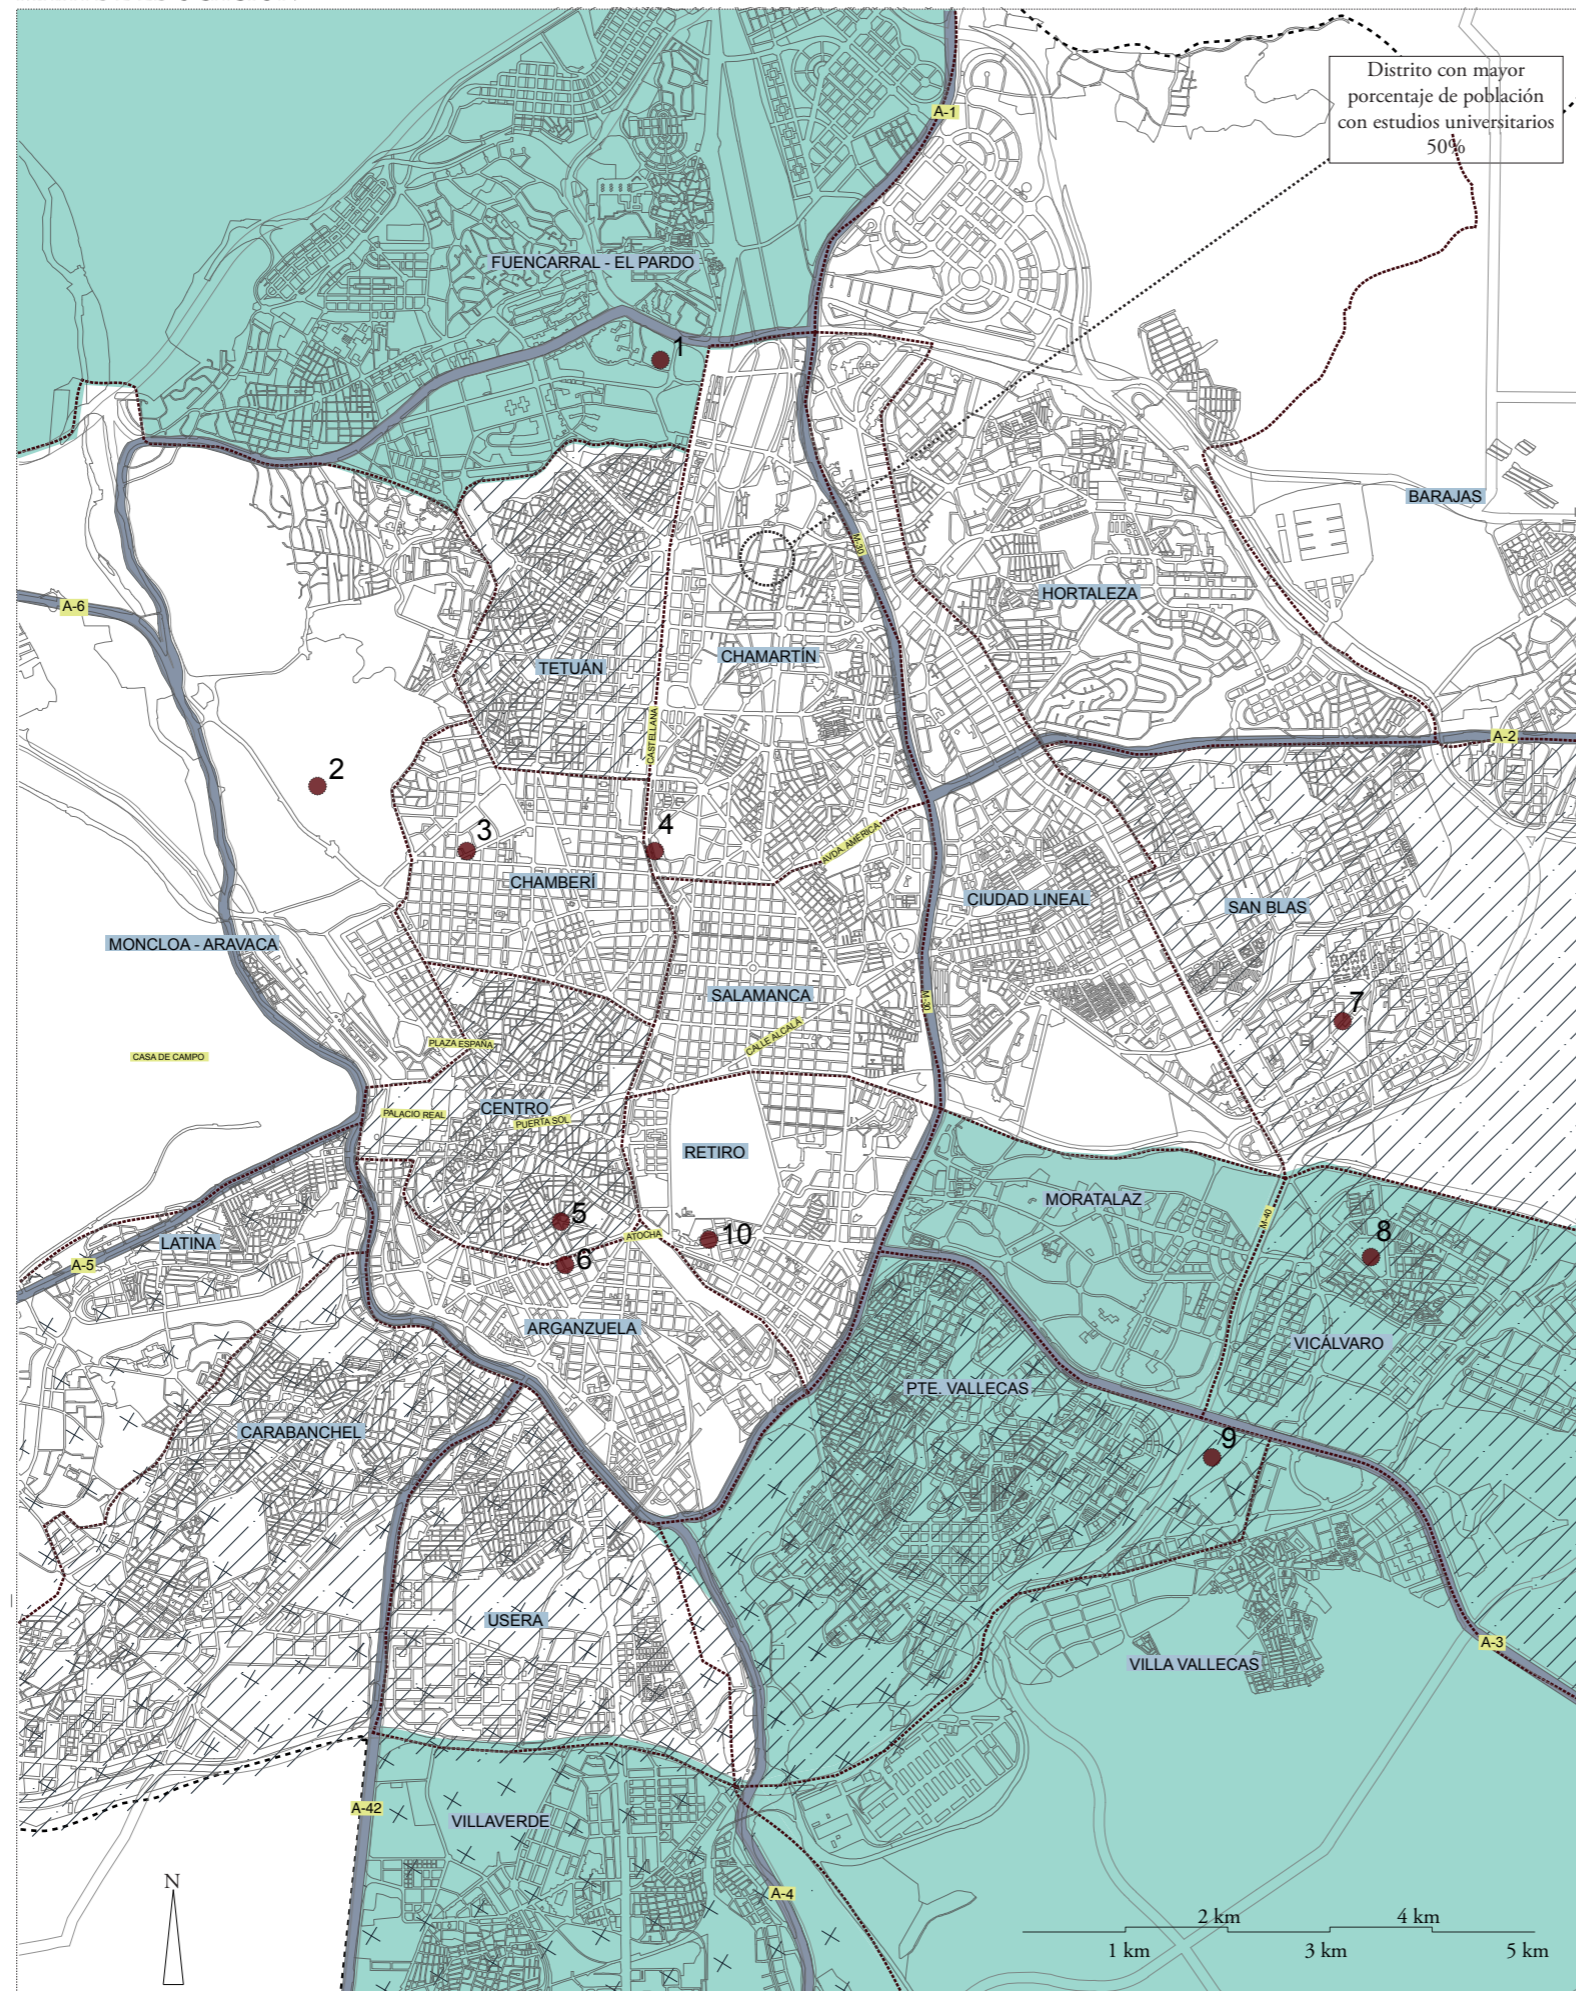 Distrito con mayor
porcentaje de población
con estudios universitarios
50%
A-1
FUENCARRAL - EL PARDO
1
BARAJAS
M-30
A-6
HORTALEZA
TETUÁN
CHAMARTÍN
CASTELLANA
A-2
2
3
4
AVDA. AMÉRICA
CHAMBERÍ
CIUDAD LINEAL
SAN BLAS
MONCLOA - ARAVACA
SALAMANCA
M-30
7
CALLE ALCALÁ
PLAZA ESPAÑA
CASA DE CAMPO
CENTRO
PALACIO REAL
PUERTA SOL
RETIRO
MORATALAZ
M-40
5
ATOCHA
10
LATINA
A-5
6
8
ARGANZUELA
VICÁLVARO
PTE. VALLECAS
CARABANCHEL
9
USERA
A-3
VILLA VALLECAS
A-42
VILLAVERDE
N
A-4
2 km 4 km
1 km 3 km 5 km